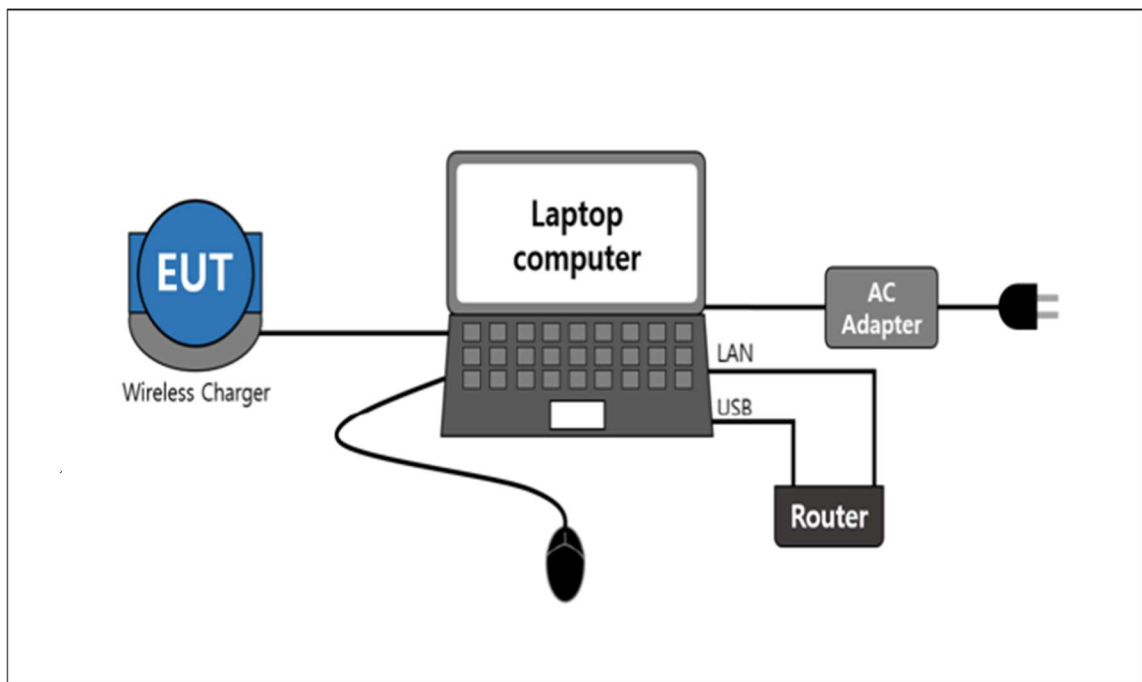 Laptop
computer
EUT
Wireless Charger
AC
Adapter
LAN
USB
Router